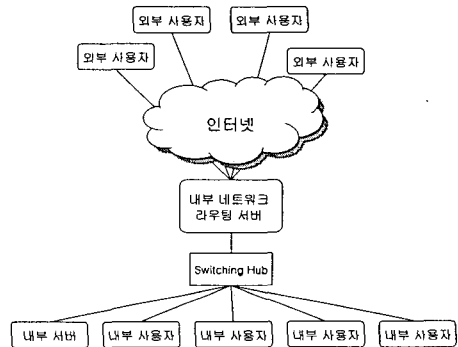 외부 사용자
외부 사용자
외부 사용자
외부 사용자
인터넷
내부 네트워크
라우팅 서버
Switching Hub
내부 서버
내부 사용자
내부 사용자
내부 사용자
내부 사용자